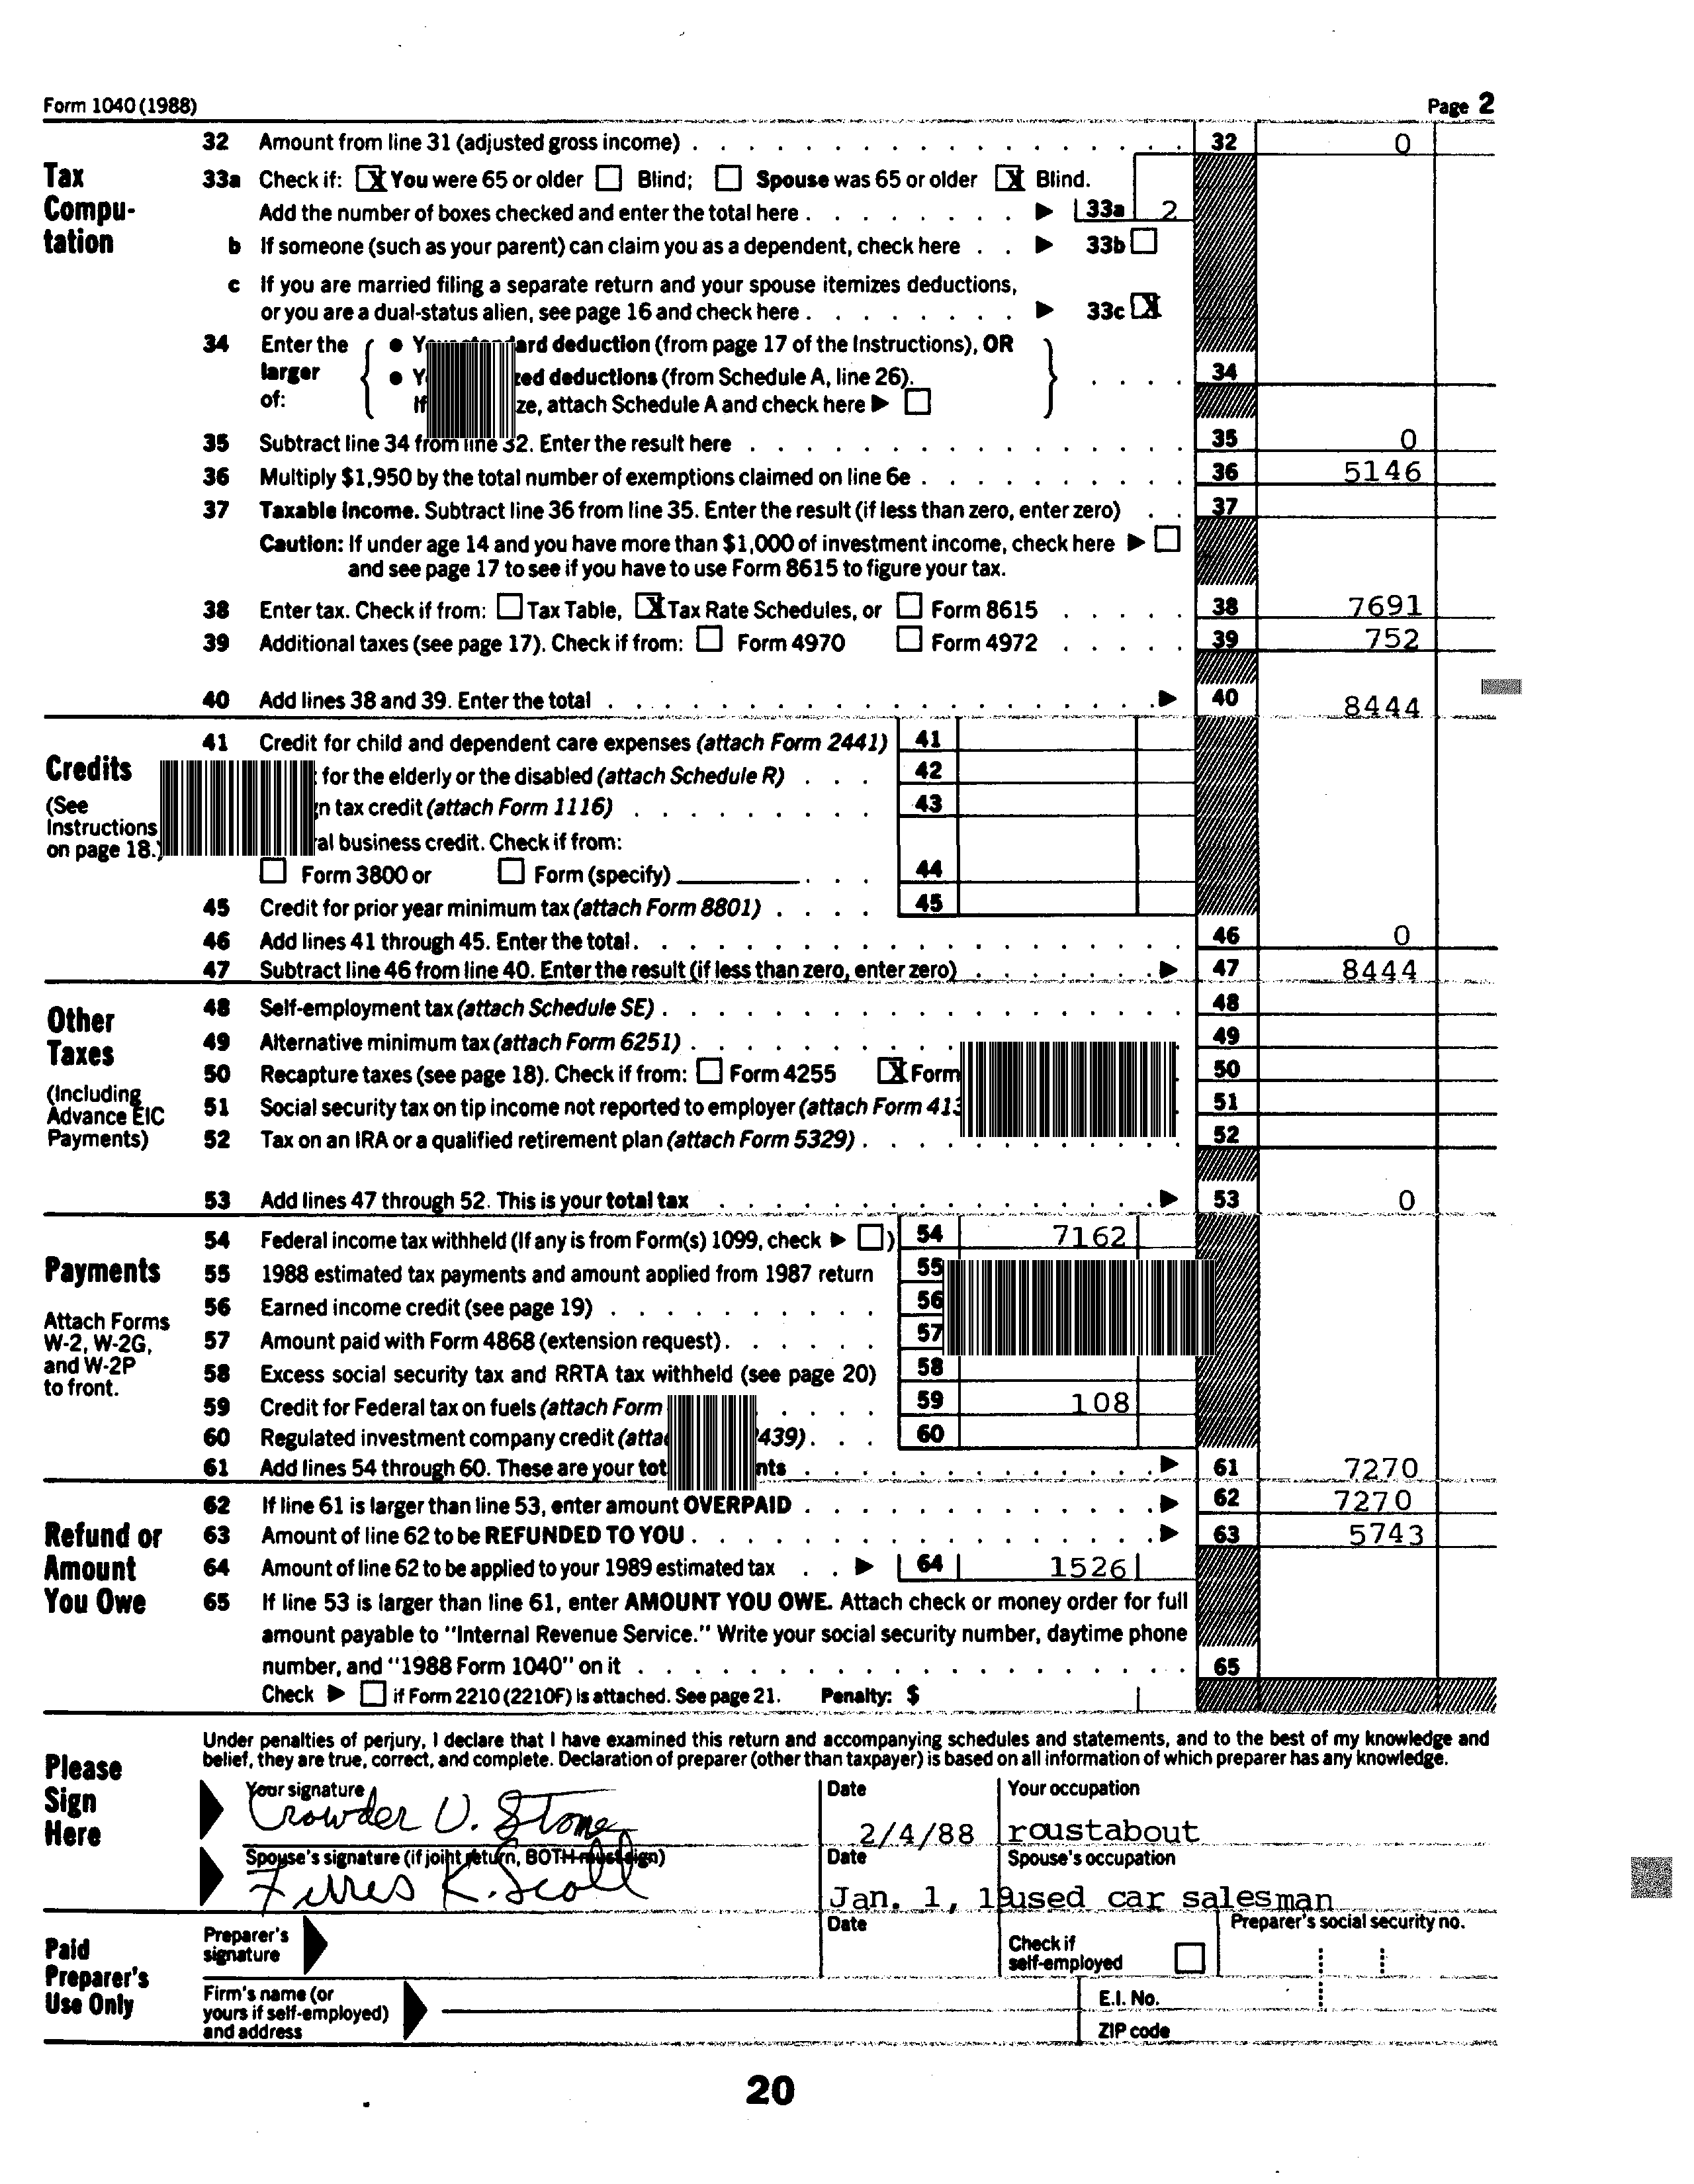 Form 1040 (1988) Page 2
Tax Computation
32 Amount from line 31 (adjusted gross income) 32 0
33a Check if: [X] You were 65 or older [ ] Blind; [ ] Spouse was 65 or older [X] Blind.
Add the number of boxes checked and enter the total here 33a 2
b If someone (such as your parent) can claim you as a dependent, check here 33b [ ]
c If you are married filing a separate return and your spouse itemizes deductions,
or you are a dual-status alien, see page 16 and check here 33c [X]
34 Enter the larger of:
ard deduction (from page 17 of the Instructions), OR
zed deductions (from Schedule A, line 26). 34
If ze, attach Schedule A and check here [ ]
35 Subtract line 34 from line 32. Enter the result here 35 0
36 Multiply $1,950 by the total number of exemptions claimed on line 6e 36 5146
37 Taxable income. Subtract line 36 from line 35. Enter the result (if less than zero, enter zero) 37
Caution: If under age 14 and you have more than $1,000 of investment income, check here [ ]
and see page 17 to see if you have to use Form 8615 to figure your tax.
38 Enter tax. Check if from: [ ] Tax Table, [X] Tax Rate Schedules, or [ ] Form 8615 38 7691
39 Additional taxes (see page 17). Check if from: [ ] Form 4970 [ ] Form 4972 39 752
40 Add lines 38 and 39. Enter the total 40 8444
Credits
(See Instructions on page 18.)
41 Credit for child and dependent care expenses (attach Form 2441) 41
for the elderly or the disabled (attach Schedule R) 42
n tax credit (attach Form 1116) 43
al business credit. Check if from:
[ ] Form 3800 or [ ] Form (specify) 44
45 Credit for prior year minimum tax (attach Form 8801) 45
46 Add lines 41 through 45. Enter the total 46 0
47 Subtract line 46 from line 40. Enter the result (if less than zero, enter zero) 47 8444
Other Taxes
(Including Advance EIC Payments)
48 Self-employment tax (attach Schedule SE) 48
49 Alternative minimum tax (attach Form 6251) 49
50 Recapture taxes (see page 18). Check if from: [ ] Form 4255 [X] Form 50
51 Social security tax on tip income not reported to employer (attach Form 413 51
52 Tax on an IRA or a qualified retirement plan (attach Form 5329) 52
53 Add lines 47 through 52. This is your total tax 53 0
Payments
Attach Forms W-2, W-2G, and W-2P to front.
54 Federal income tax withheld (If any is from Form(s) 1099, check [ ]) 54 7162
55 1988 estimated tax payments and amount applied from 1987 return 55
56 Earned income credit (see page 19) 56
57 Amount paid with Form 4868 (extension request) 57
58 Excess social security tax and RRTA tax withheld (see page 20) 58
59 Credit for Federal tax on fuels (attach Form 59 108
60 Regulated investment company credit (atta 439) 60
61 Add lines 54 through 60. These are your tot nts 61 7270
Refund or Amount You Owe
62 If line 61 is larger than line 53, enter amount OVERPAID 62 7270
63 Amount of line 62 to be REFUNDED TO YOU 63 5743
64 Amount of line 62 to be applied to your 1989 estimated tax 64 1526
65 If line 53 is larger than line 61, enter AMOUNT YOU OWE. Attach check or money order for full
amount payable to "Internal Revenue Service." Write your social security number, daytime phone
number, and "1988 Form 1040" on it 65
Check [ ] if Form 2210 (2210F) is attached. See page 21. Penalty: $
Please Sign Here
Under penalties of perjury, I declare that I have examined this return and accompanying schedules and statements, and to the best of my knowledge and
belief, they are true, correct, and complete. Declaration of preparer (other than taxpayer) is based on all information of which preparer has any knowledge.
Your signature Date Your occupation
Crowder V. Stone 2/4/88 roustabout
Spouse's signature (if joint return, BOTH must sign) Date Spouse's occupation
Ferres K. Scott Jan. 1, 19 used car salesman
Paid Preparer's Use Only
Preparer's signature Date Check if self-employed [ ] Preparer's social security no.
Firm's name (or yours if self-employed) and address E.I. No.
ZIP code
20